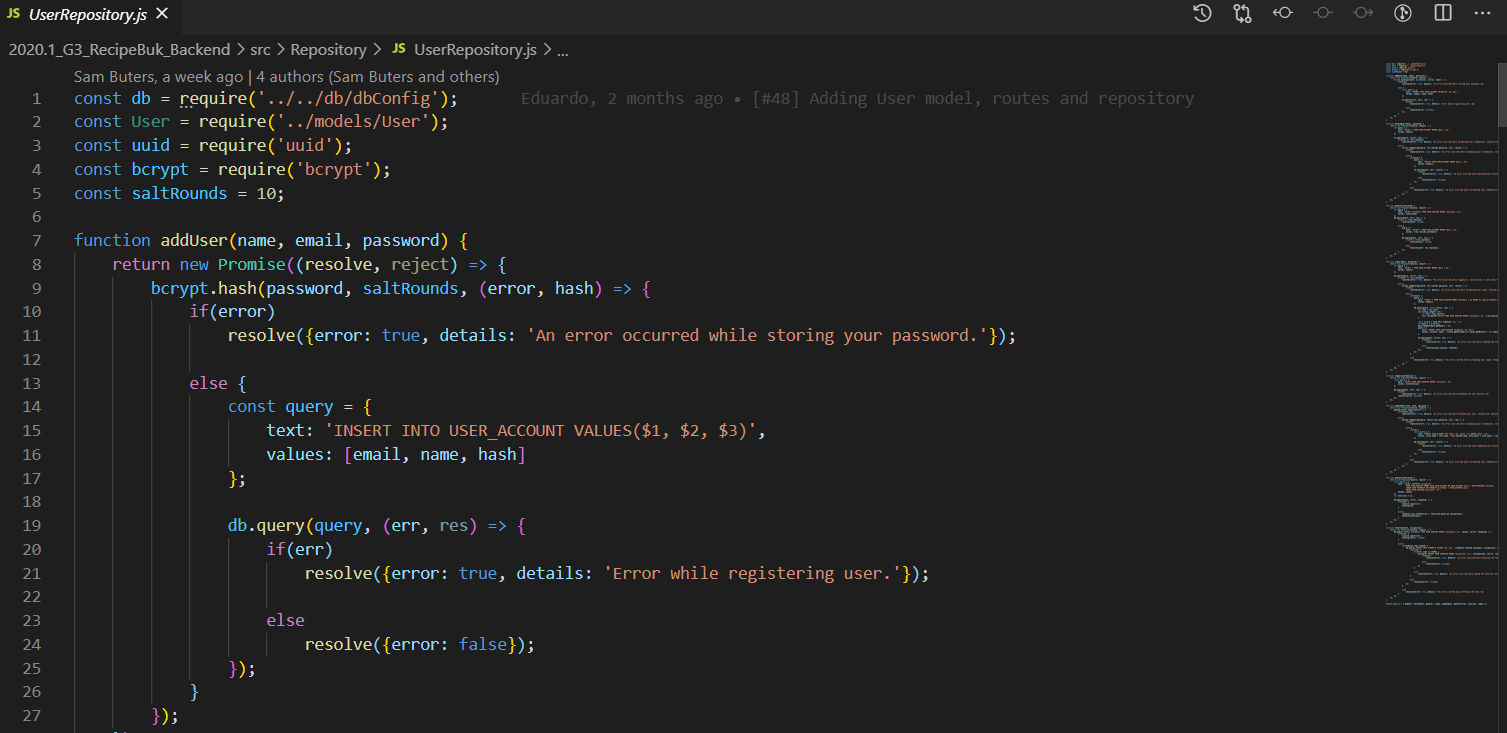 JS UserRepository.js
2020.1_G3_RecipeBuk_Backend > src > Repository > JS UserRepository.js > ...
Sam Buters, a week ago | 4 authors (Sam Buters and others)
1 const db = require('../../db/dbConfig'); Eduardo, 2 months ago • [#48] Adding User model, routes and repository
2 const User = require('../models/User');
3 const uuid = require('uuid');
4 const bcrypt = require('bcrypt');
5 const saltRounds = 10;
6
7 function addUser(name, email, password) {
8 return new Promise((resolve, reject) => {
9 bcrypt.hash(password, saltRounds, (error, hash) => {
10 if(error)
11 resolve({error: true, details: 'An error occurred while storing your password.'});
12
13 else {
14 const query = {
15 text: 'INSERT INTO USER_ACCOUNT VALUES($1, $2, $3)',
16 values: [email, name, hash]
17 };
18
19 db.query(query, (err, res) => {
20 if(err)
21 resolve({error: true, details: 'Error while registering user.'});
22
23 else
24 resolve({error: false});
25 });
26 }
27 });